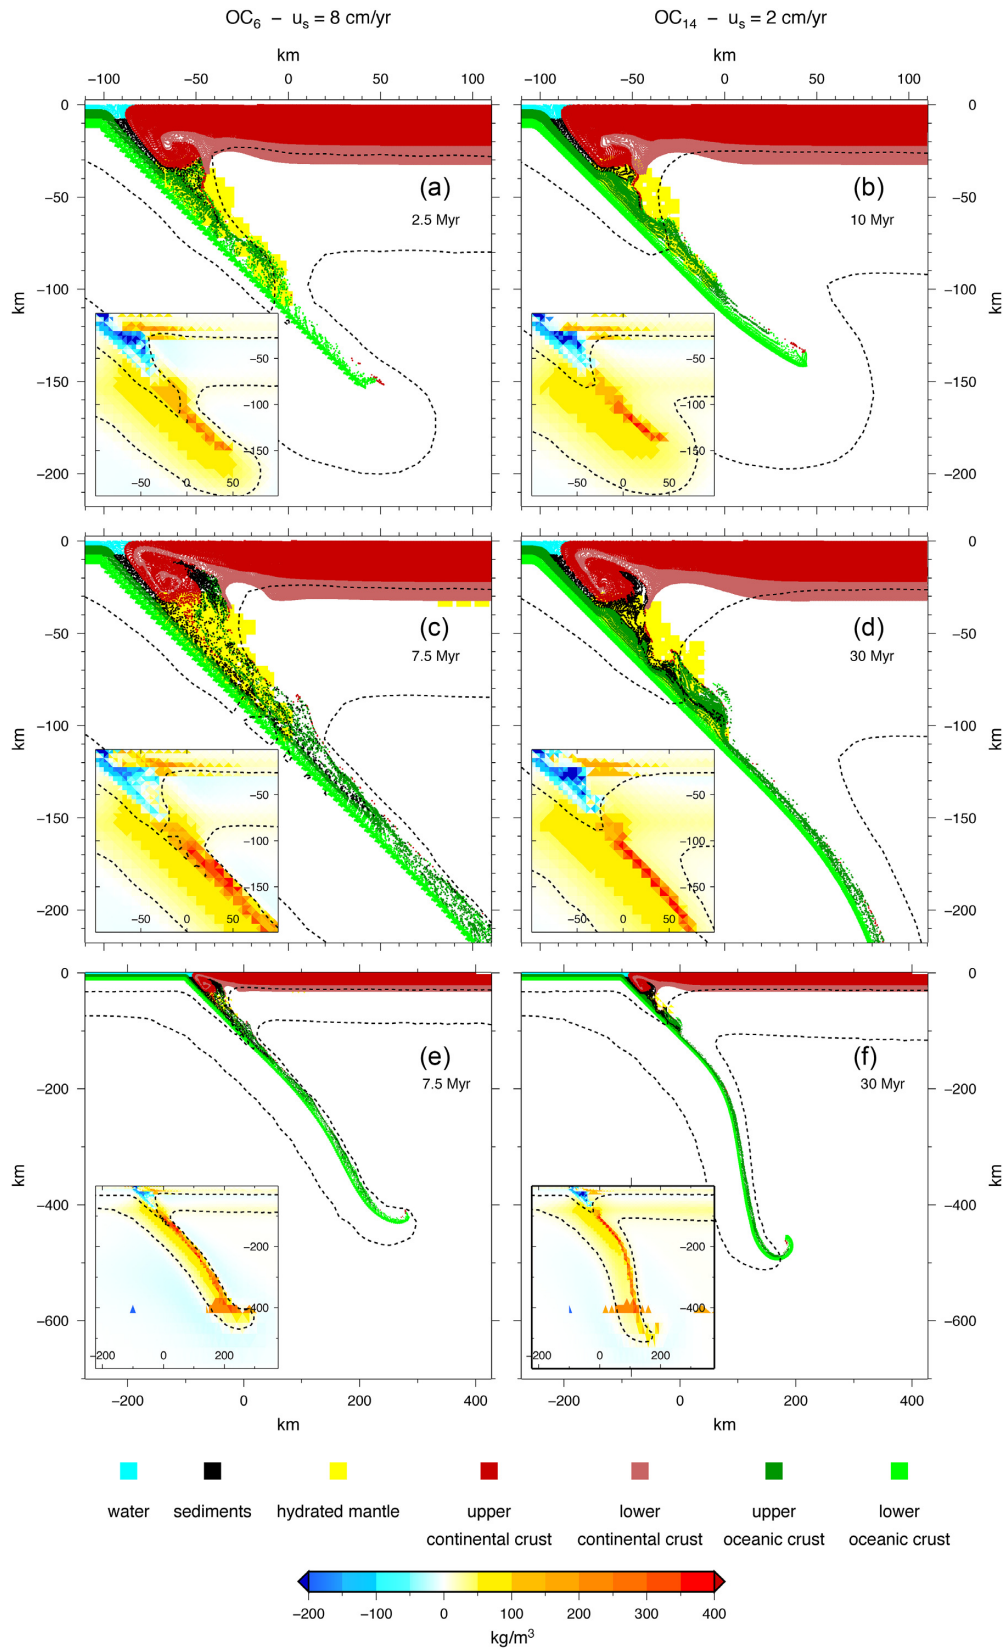 OC6 – us = 8 cm/yr OC14 – us = 2 cm/yr
km km
−100 −50 0 50 100 −100 −50 0 50 100
0 0
−50 (a) (b) −50
2.5 Myr 10 Myr
−100 −100
km km
−50 −50
−150 −100 −100 −150
−150 −150
−50 0 50 −50 0 50
−200 −200
0 0
−50 (c) (d) −50
7.5 Myr 30 Myr
−100 −100
km km
−50 −50
−150 −100 −100 −150
−150 −150
−50 0 50 −50 0 50
−200 −200
0 0
(e) (f)
7.5 Myr 30 Myr
−200 −200
km km
−400 −200 −200 −400
−400 −400
−600 −200 0 200 −200 0 200 −600
−200 0 200 400 −200 0 200 400
km km
water sediments hydrated mantle upper lower upper lower
continental crust continental crust oceanic crust oceanic crust
−200 −100 0 100 200 300 400
kg/m3